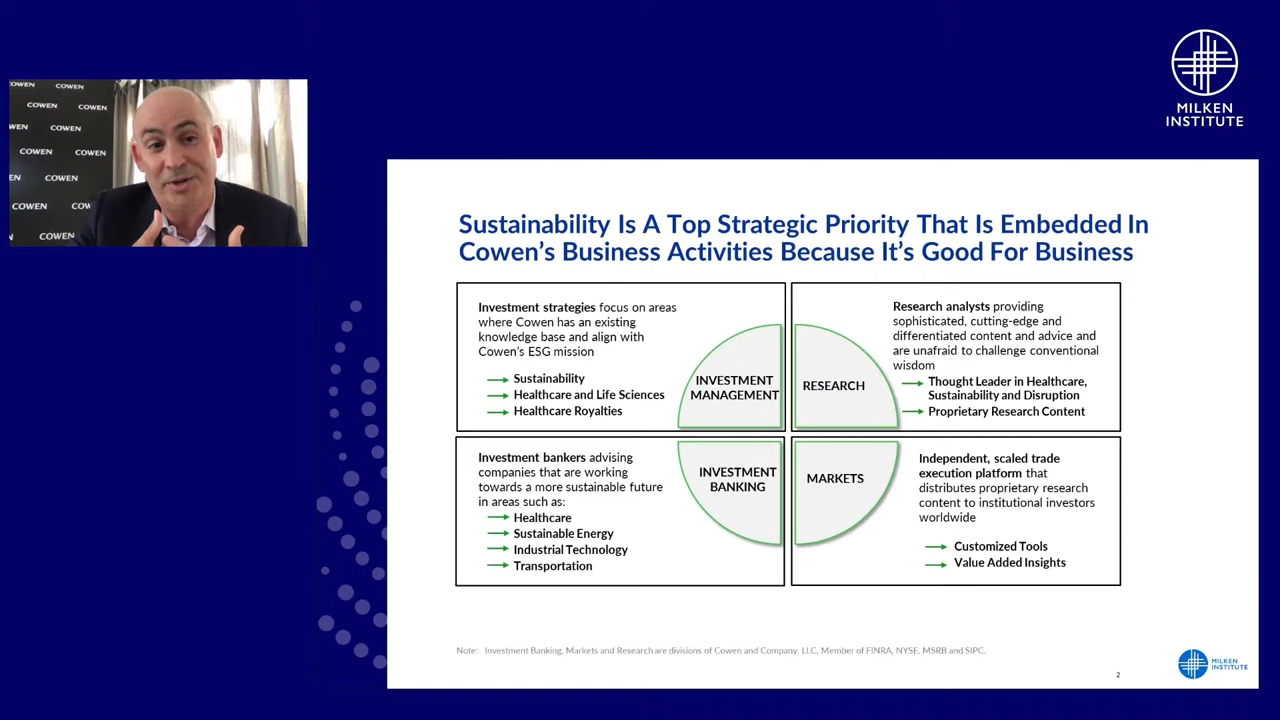 COWEN
COWEN
COWEN
COWEN
COWEN
COWEN
COWEN
COWEN
MILKEN
INSTITUTE
Sustainability Is A Top Strategic Priority That Is Embedded In
Cowen's Business Activities Because It's Good For Business
Investment strategies focus on areas
where Cowen has an existing
knowledge base and align with
Cowen's ESG mission
Sustainability
Healthcare and Life Sciences
Healthcare Royalties
INVESTMENT
MANAGEMENT
RESEARCH
Research analysts providing
sophisticated, cutting-edge and
differentiated content and advice and
are unafraid to challenge conventional
wisdom
Thought Leader in Healthcare,
Sustainability and Disruption
Proprietary Research Content
Investment bankers advising
companies that are working
towards a more sustainable future
in areas such as:
Healthcare
Sustainable Energy
Industrial Technology
Transportation
INVESTMENT
BANKING
MARKETS
Independent, scaled trade
execution platform that
distributes proprietary research
content to institutional investors
worldwide
Customized Tools
Value Added Insights
Note: Investment Banking, Markets and Research are divisions of Cowen and Company, LLC, Member of FINRA, NYSE, MSRB and SIPC.
2
MILKEN
INSTITUTE